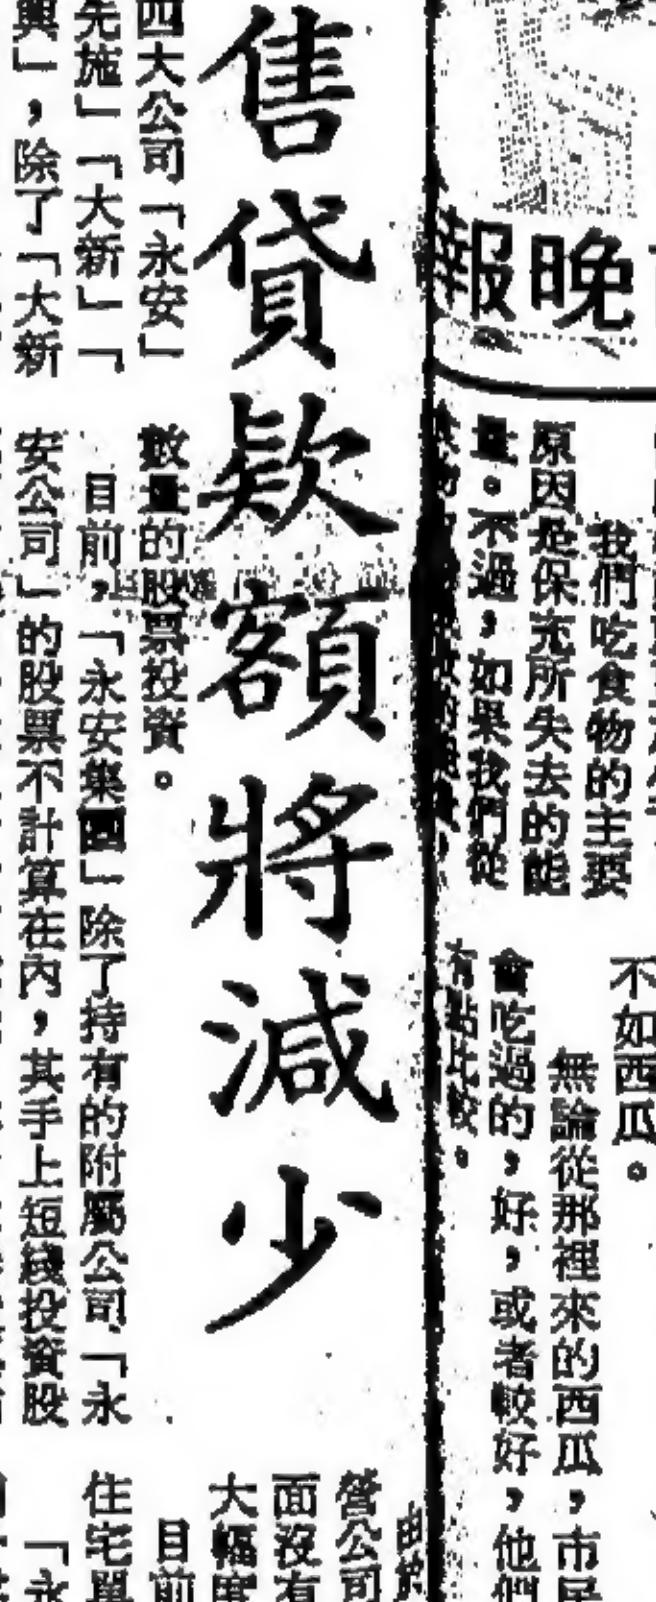 晚報
我們吃食物的主要
原因是保充所失去的能
量。不過，如果我們從
不如西瓜。
無論從那裡來的西瓜，市民
會吃過的，好，或者較好，他們
有點比較。
售貸款額將減少
四大公司「永安」
先施」「大新」「
興」，除了「大新
數量的股票投資。
目前，「永安集團」除了持有的附屬公司「永
安公司」的股票不計算在內，其手上短綫投資股
由於
營公司
面沒有
大幅度
目前
住宅單
「永